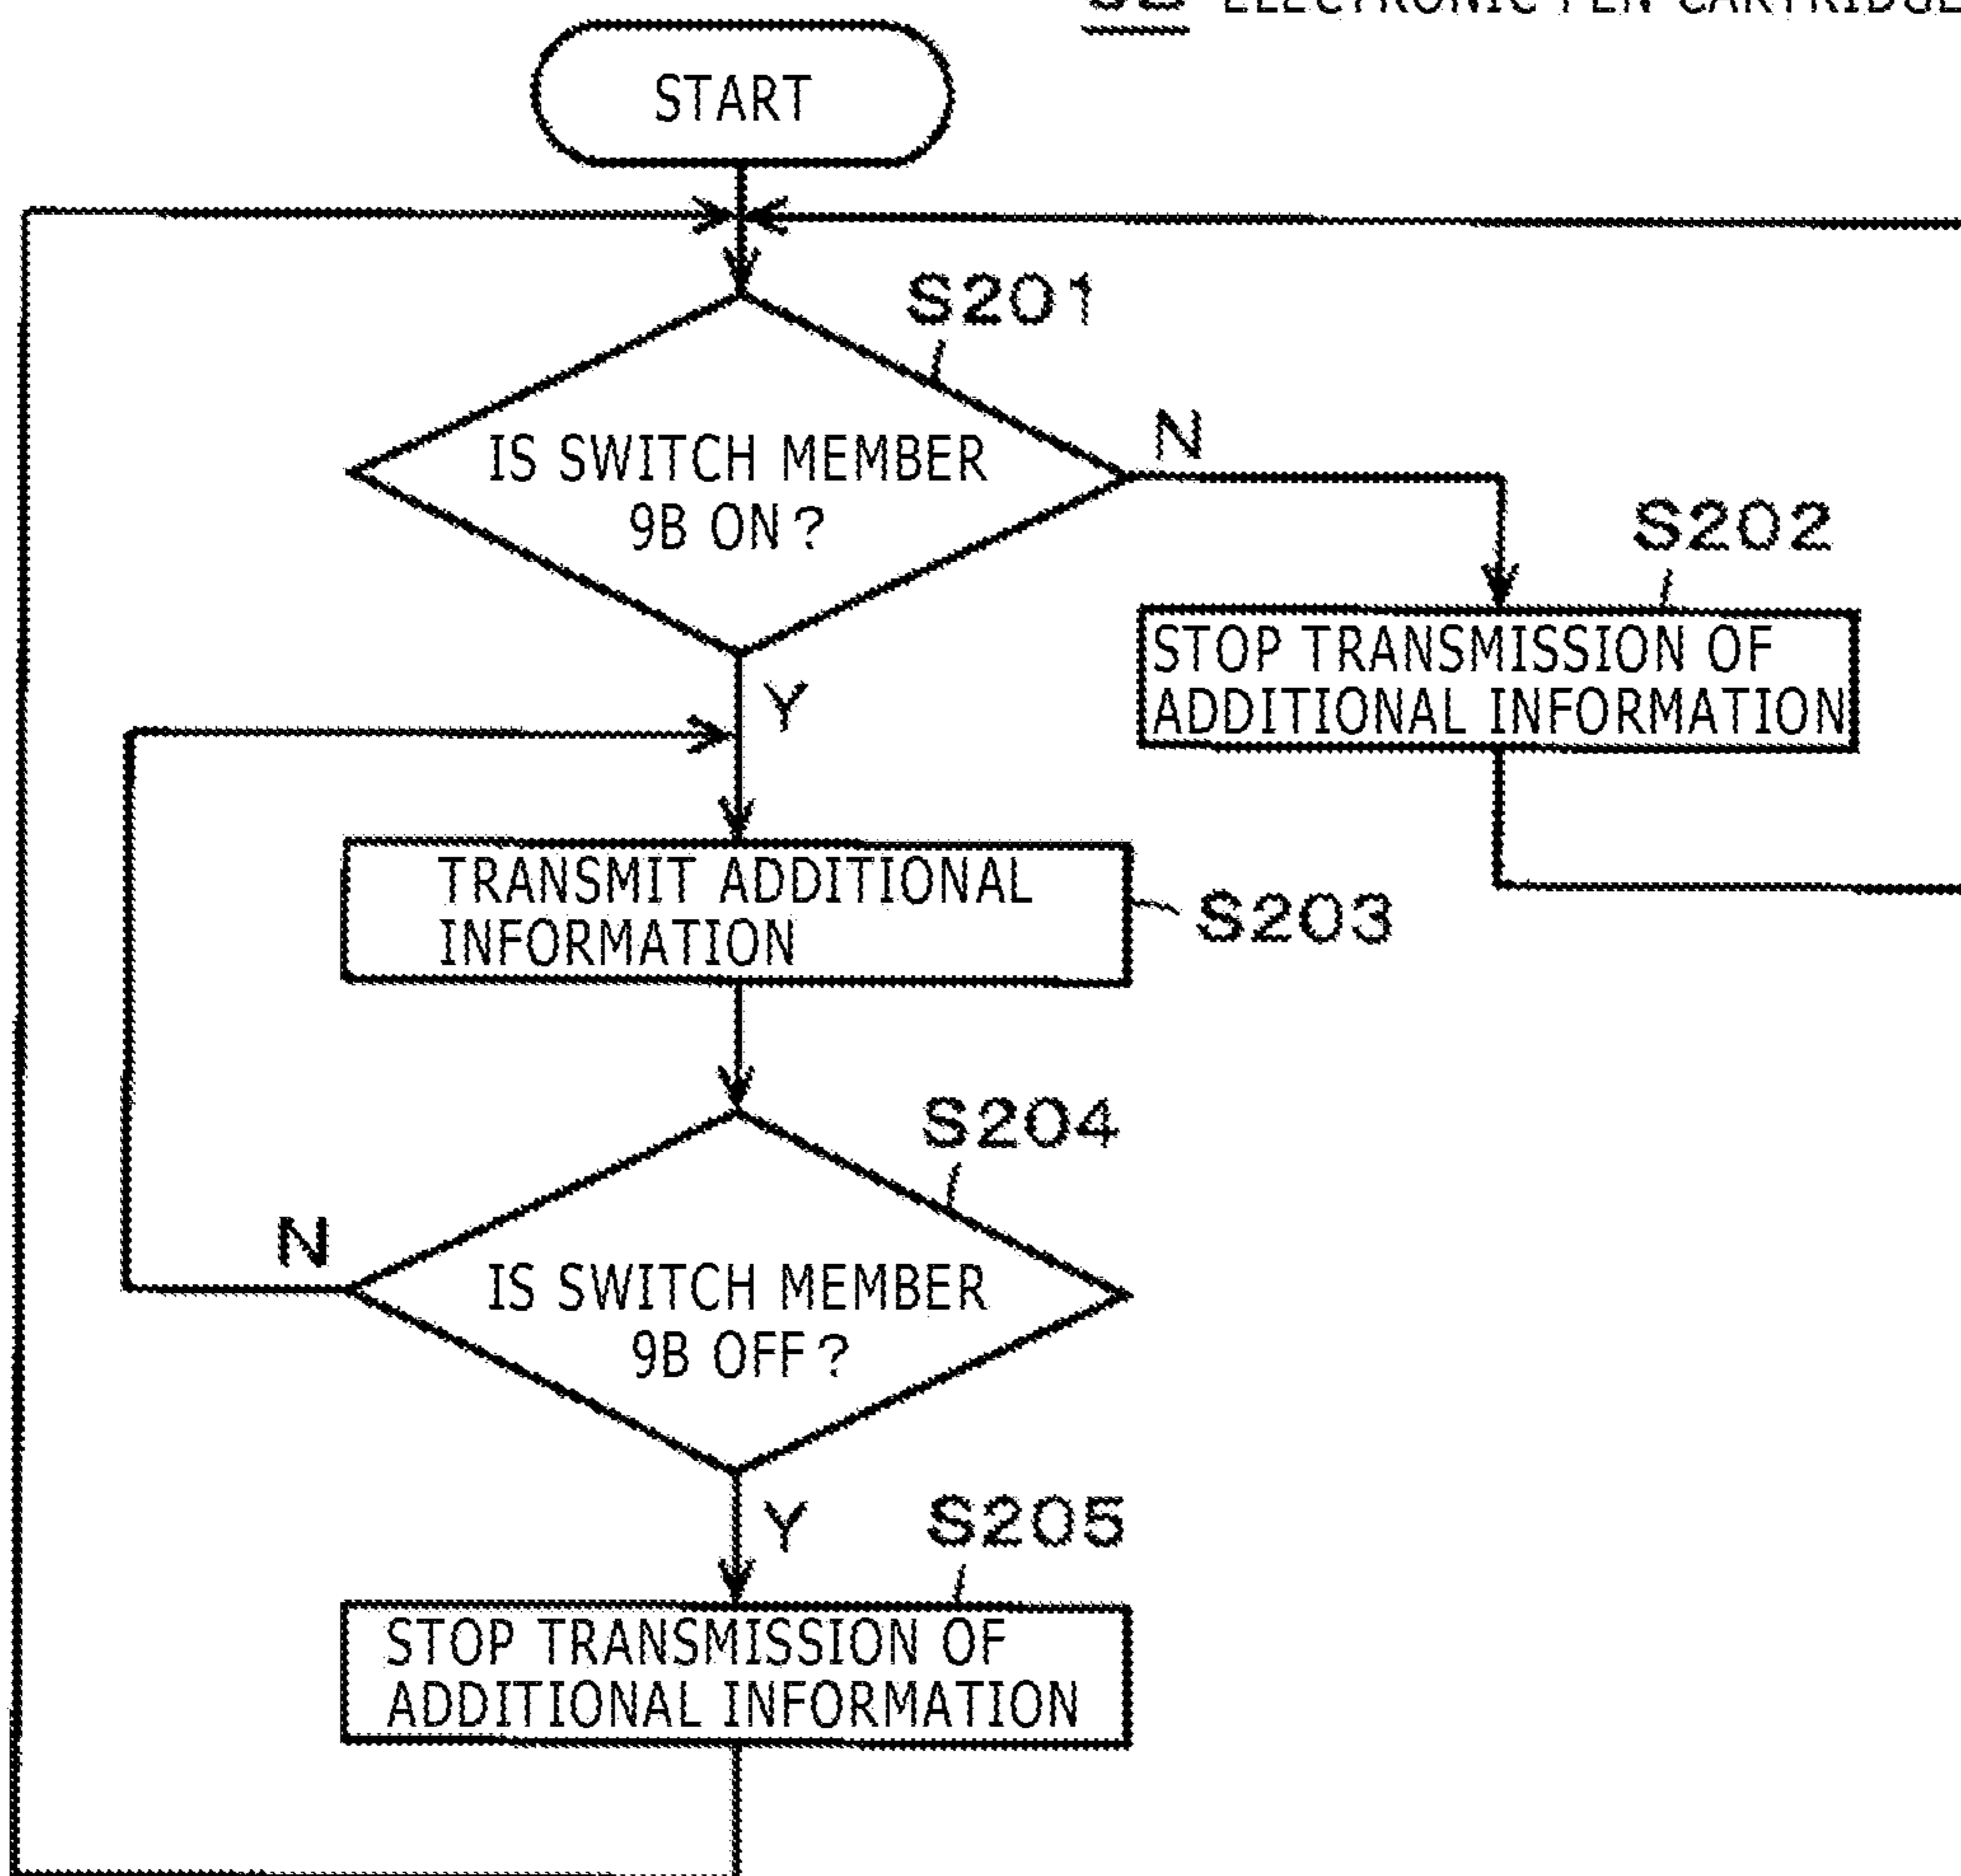 ELECTRONIC PEN CARTRIDGE
START
S201
IS SWITCH MEMBER
9B ON?
N
S202
STOP TRANSMISSION OF
ADDITIONAL INFORMATION
Y
TRANSMIT ADDITIONAL
INFORMATION
S203
S204
N
IS SWITCH MEMBER
9B OFF?
Y
S205
STOP TRANSMISSION OF
ADDITIONAL INFORMATION